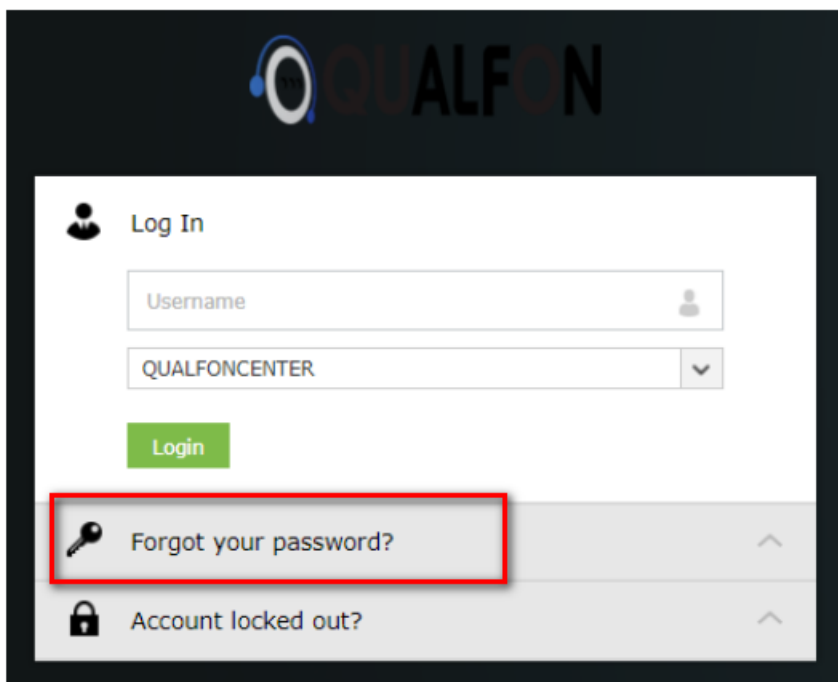 QUALFON
Log In
Username
QUALFONCENTER
Login
Forgot your password?
Account locked out?